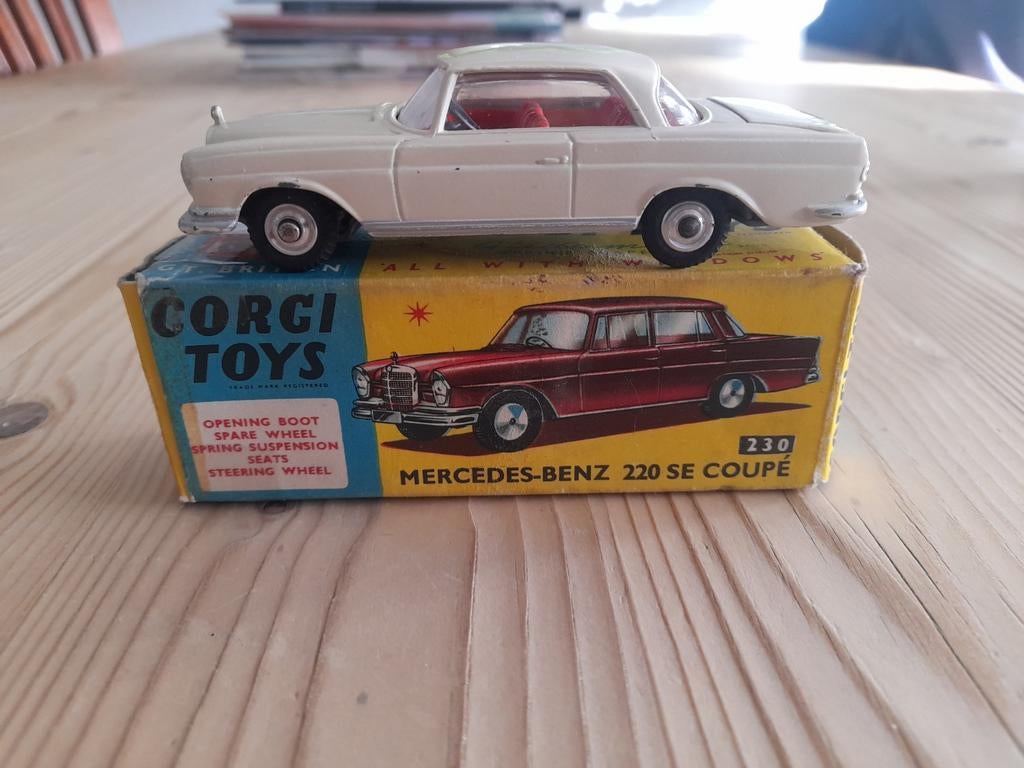 GT BRITAIN
ALL WITH WINDOWS
CORGI
TOYS
TRADE MARK REGISTERED
OPENING BOOT
SPARE WHEEL
SPRING SUSPENSION
SEATS
STEERING WHEEL
230
MERCEDES-BENZ 220 SE COUPÉ